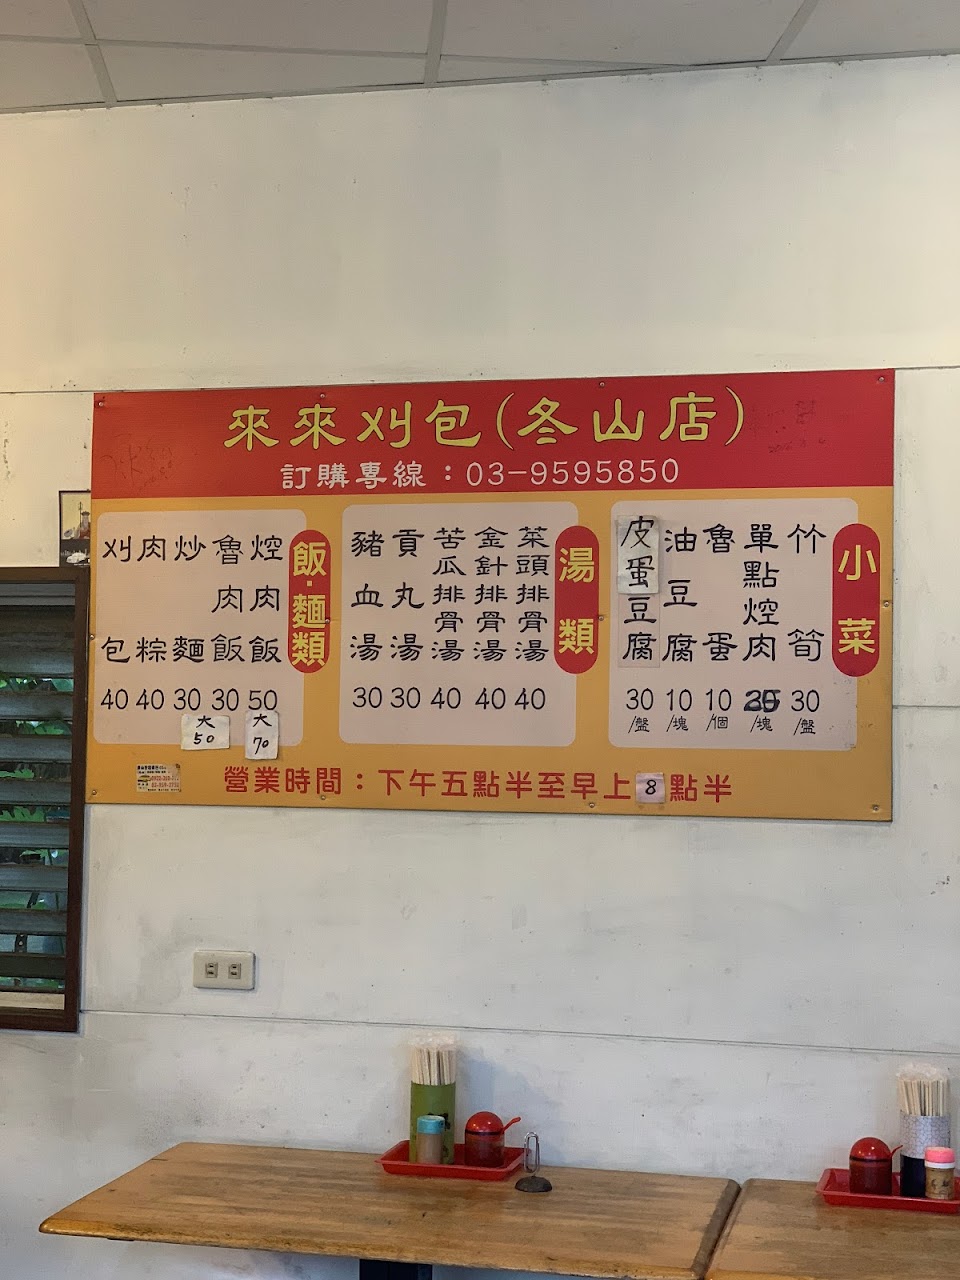 來來刈包(冬山店)
訂購專線：03-9595850
飯·麵類
焢肉飯 50
大70
魯肉飯 30
炒麵 30
大50
肉粽 40
刈包 40
湯類
菜頭排骨湯 40
金針排骨湯 40
苦瓜排骨湯 40
貢丸湯 30
豬血湯 30
小菜
竹筍 30/盤
單點焢肉 /塊
魯蛋 10/個
油豆腐 10/塊
皮蛋豆腐 30/盤
營業時間：下午五點半至早上8點半